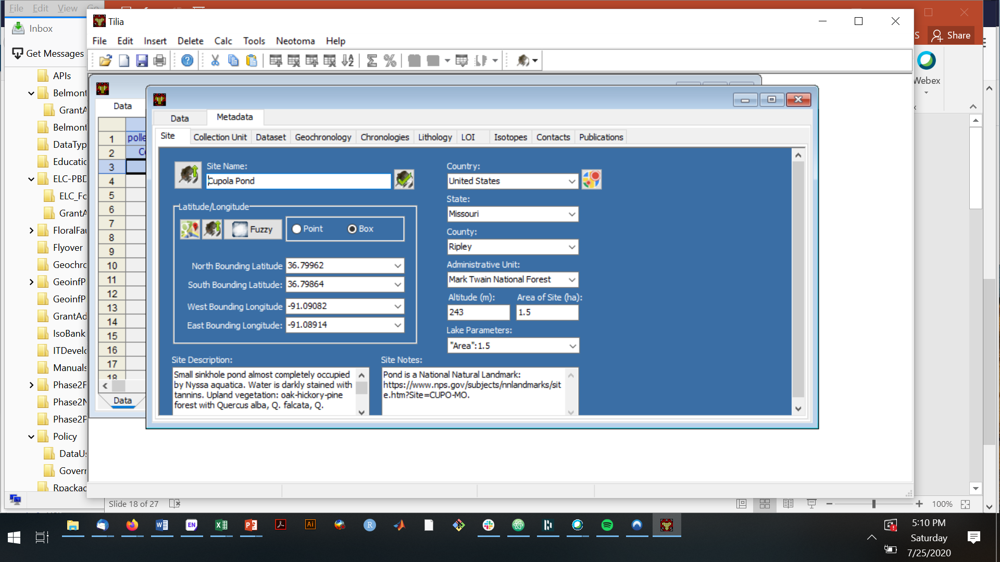 File Edit View Go
Inbox
Get Messages
APIs
Belmont
GrantA
Belmont
DataTyp
Educatic
ELC-PBD
ELC_Fo
GrantA
FloralFau
Flyover
Geochro
GeoinfP
GeoinfP
GrantAd
IsoBank
ITDevelo
Manuals
Phase2F
Phase2N
Phase2P
Policy
DataUs
Govern
Rpackag
Tilia
File Edit Insert Delete Calc Tools Neotoma Help
S Share
Webex
Data
polle
1
2
3
4
5
6
7
8
9
10
11
12
13
14
15
16
17
18
Data
Data Metadata
Site Collection Unit Dataset Geochronology Chronologies Lithology LOI Isotopes Contacts Publications
Site Name:
Cupola Pond
Latitude/Longitude
Fuzzy
Point Box
North Bounding Latitude 36.79962
South Bounding Latitude: 36.79864
West Bounding Longitude -91.09082
East Bounding Longitude: -91.08914
Country:
United States
State:
Missouri
County:
Ripley
Administrative Unit:
Mark Twain National Forest
Altitude (m): Area of Site (ha):
243 1.5
Lake Parameters:
"Area":1.5
Site Description:
Small sinkhole pond almost completely occupied
by Nyssa aquatica. Water is darkly stained with
tannins. Upland vegetation: oak-hickory-pine
forest with Quercus alba, Q. falcata, Q.
Site Notes:
Pond is a National Natural Landmark:
https://www.nps.gov/subjects/nnlandmarks/sit
e.htm?Site=CUPO-MO.
Slide 18 of 27
100%
EN
Ai
R
5:10 PM
Saturday
7/25/2020